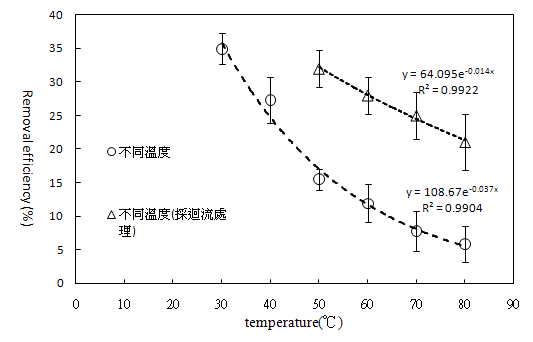 40
35
30
25
20
15
10
5
0
Removal efficiency (%)
y = 64.095e-0.014x
R² = 0.9922
不同溫度
y = 108.67e-0.037x
R² = 0.9904
不同溫度(採迴流處
理)
0 10 20 30 40 50 60 70 80 90
temperature(℃)